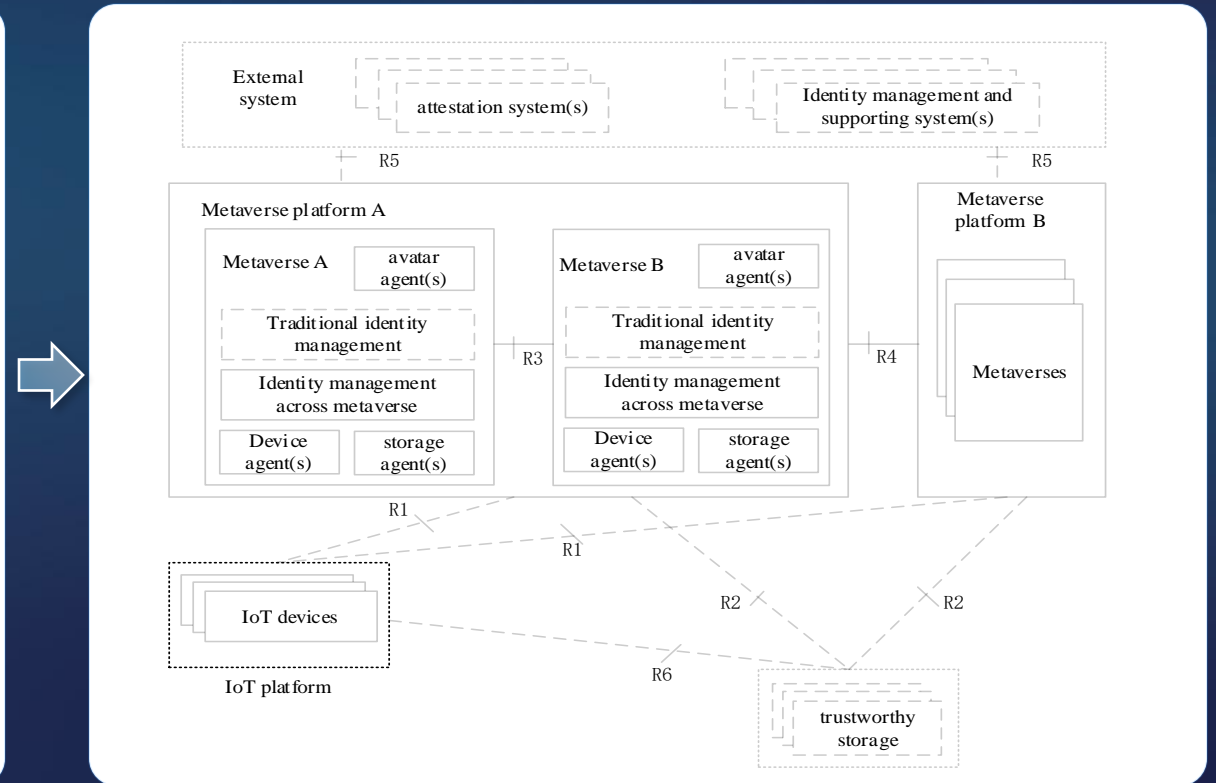 External
system
attestation system(s)
Identity management and
supporting system(s)
R5
R5
Metaverse platform A
Metaverse
platform B
Metaverse A
avatar
agent(s)
Traditional identity
management
Identity management
across metaverse
Device
agent(s)
storage
agent(s)
R3
Metaverse B
avatar
agent(s)
Traditional identity
management
Identity management
across metaverse
Device
agent(s)
storage
agent(s)
R4
Metaverses
R1
R1
R2
R2
IoT devices
IoT platform
R6
trustworthy
storage